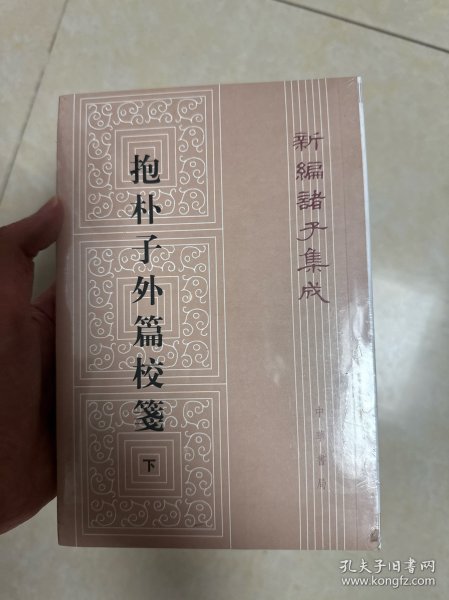 新編諸子集成
抱朴子外篇校箋
下
中華書局
孔夫子旧书网
www.kongfz.com